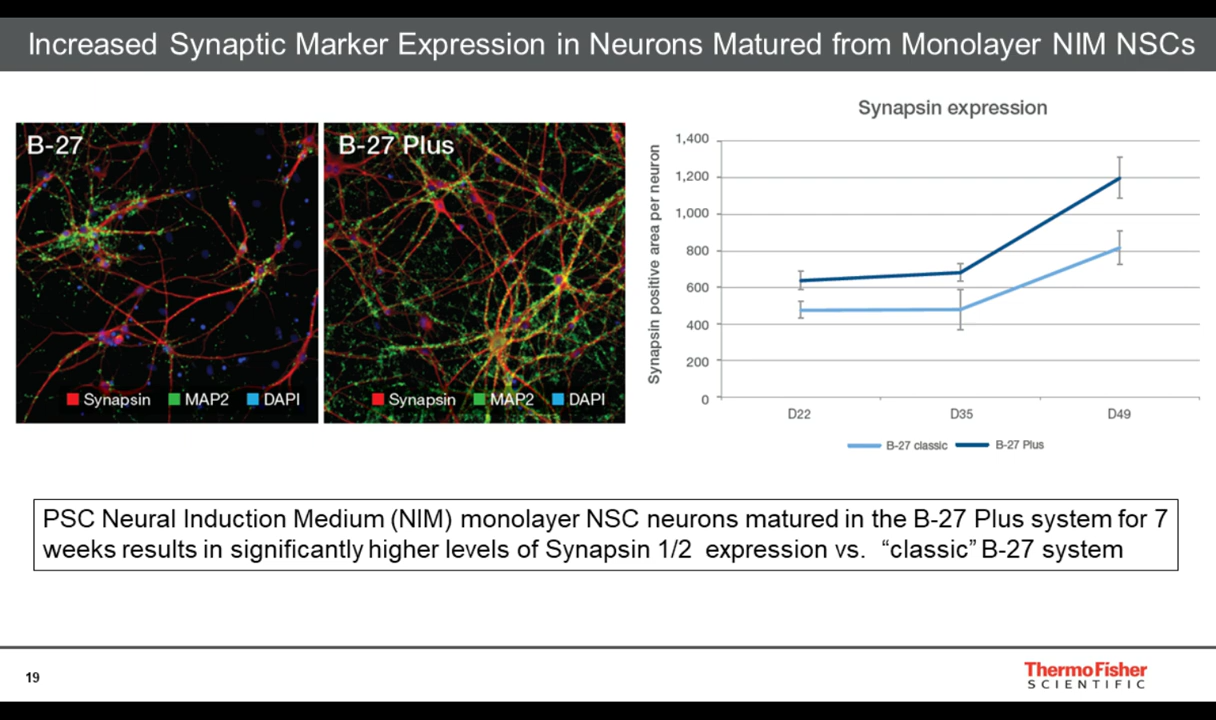 Increased Synaptic Marker Expression in Neurons Matured from Monolayer NIM NSCs
B-27
Synapsin MAP2 DAPI
B-27 Plus
Synapsin MAP2 DAPI
Synapsin expression
Synapsin positive area per neuron
1,400
1,200
1,000
800
600
400
200
0
D22 D35 D49
B-27 classic B-27 Plus
PSC Neural Induction Medium (NIM) monolayer NSC neurons matured in the B-27 Plus system for 7
weeks results in significantly higher levels of Synapsin 1/2 expression vs. “classic” B-27 system
19
ThermoFisher
SCIENTIFIC